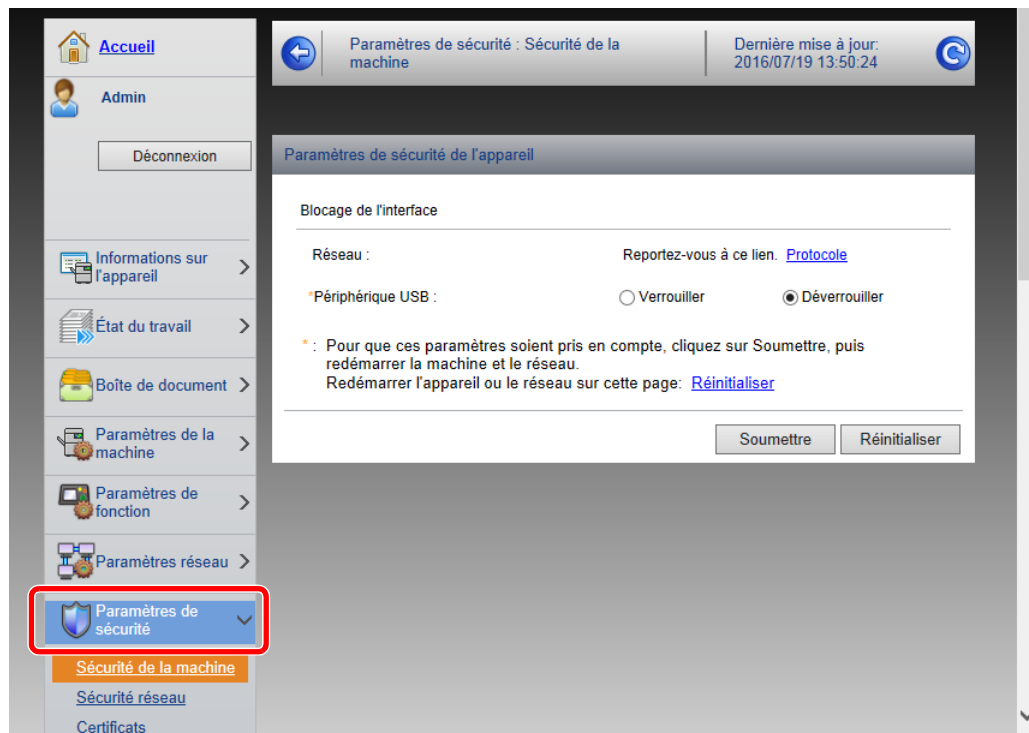 Accueil
Admin
Déconnexion
Informations sur
l'appareil
État du travail
Boîte de document
Paramètres de la
machine
Paramètres de
fonction
Paramètres réseau
Paramètres de
sécurité
Sécurité de la machine
Sécurité réseau
Certificats
Paramètres de sécurité : Sécurité de la
machine
Dernière mise à jour:
2016/07/19 13:50:24
Paramètres de sécurité de l'appareil
Blocage de l'interface
Réseau : Reportez-vous à ce lien. Protocole
*Périphérique USB : Verrouiller Déverrouiller
* : Pour que ces paramètres soient pris en compte, cliquez sur Soumettre, puis
redémarrer la machine et le réseau.
Redémarrer l'appareil ou le réseau sur cette page: Réinitialiser
Soumettre Réinitialiser